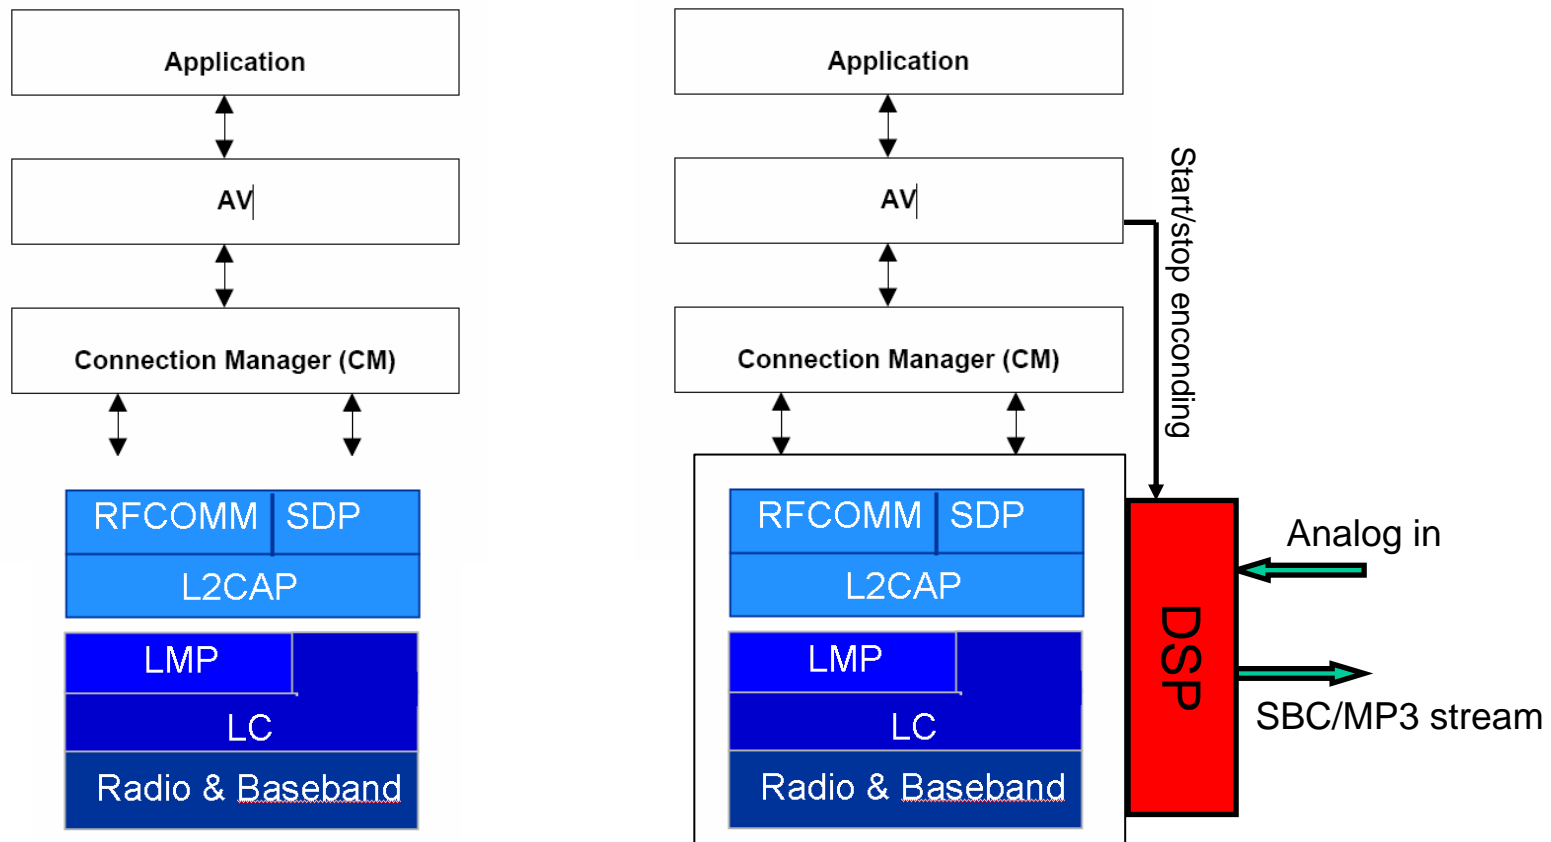 Application
AV
Connection Manager (CM)
RFCOMM SDP
L2CAP
LMP
LC
Radio & Baseband
Application
AV
Connection Manager (CM)
RFCOMM SDP
L2CAP
LMP
LC
Radio & Baseband
Start/stop enconding
DSP
Analog in
SBC/MP3 stream